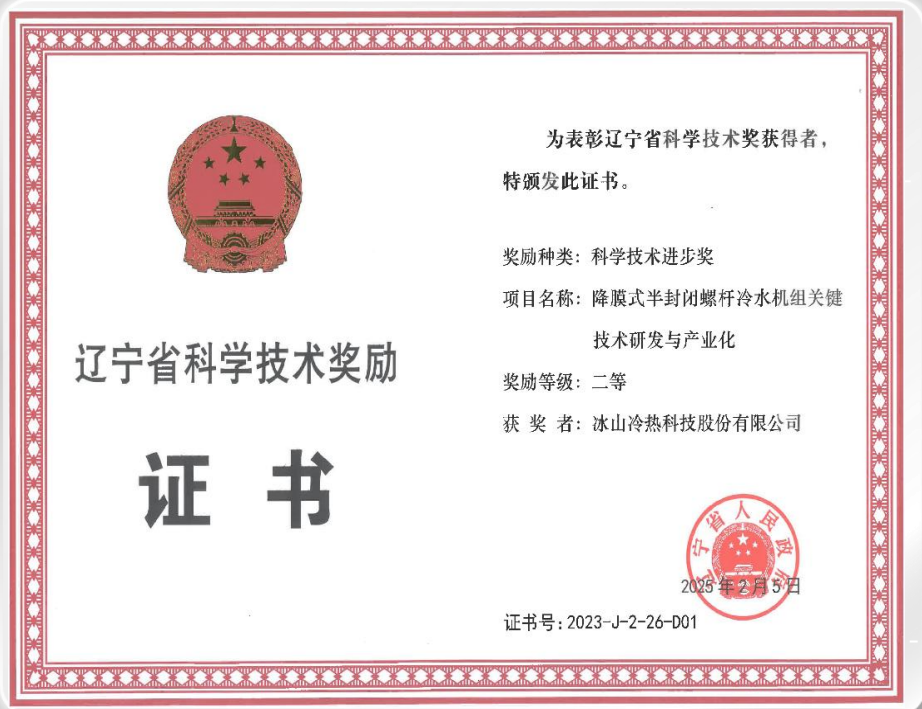 辽宁省科学技术奖励
证书
为表彰辽宁省科学技术奖获得者，
特颁发此证书。
奖励种类：科学技术进步奖
项目名称：降膜式半封闭螺杆冷水机组关键
技术研发与产业化
奖励等级：二等
获 奖 者：冰山冷热科技股份有限公司
辽宁省人民政府
2025年2月5日
证书号：2023-J-2-26-D01